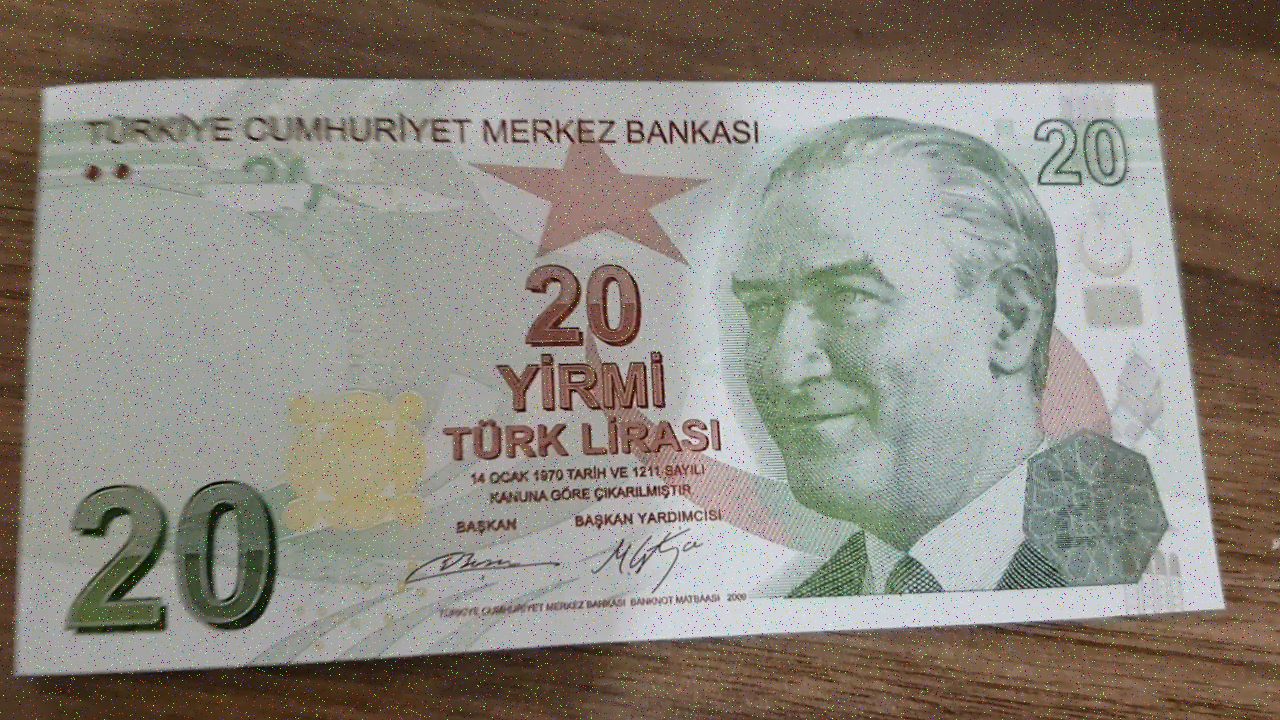 TÜRKİYE CUMHURİYET MERKEZ BANKASI
20
20
YİRMİ
TÜRK LİRASI
14 OCAK 1970 TARİH VE 1211 SAYILI
KANUNA GÖRE ÇIKARILMIŞTIR
BAŞKAN BAŞKAN YARDIMCISI
20
TÜRKİYE CUMHURİYET MERKEZ BANKASI BANKNOT MATBAASI 2009